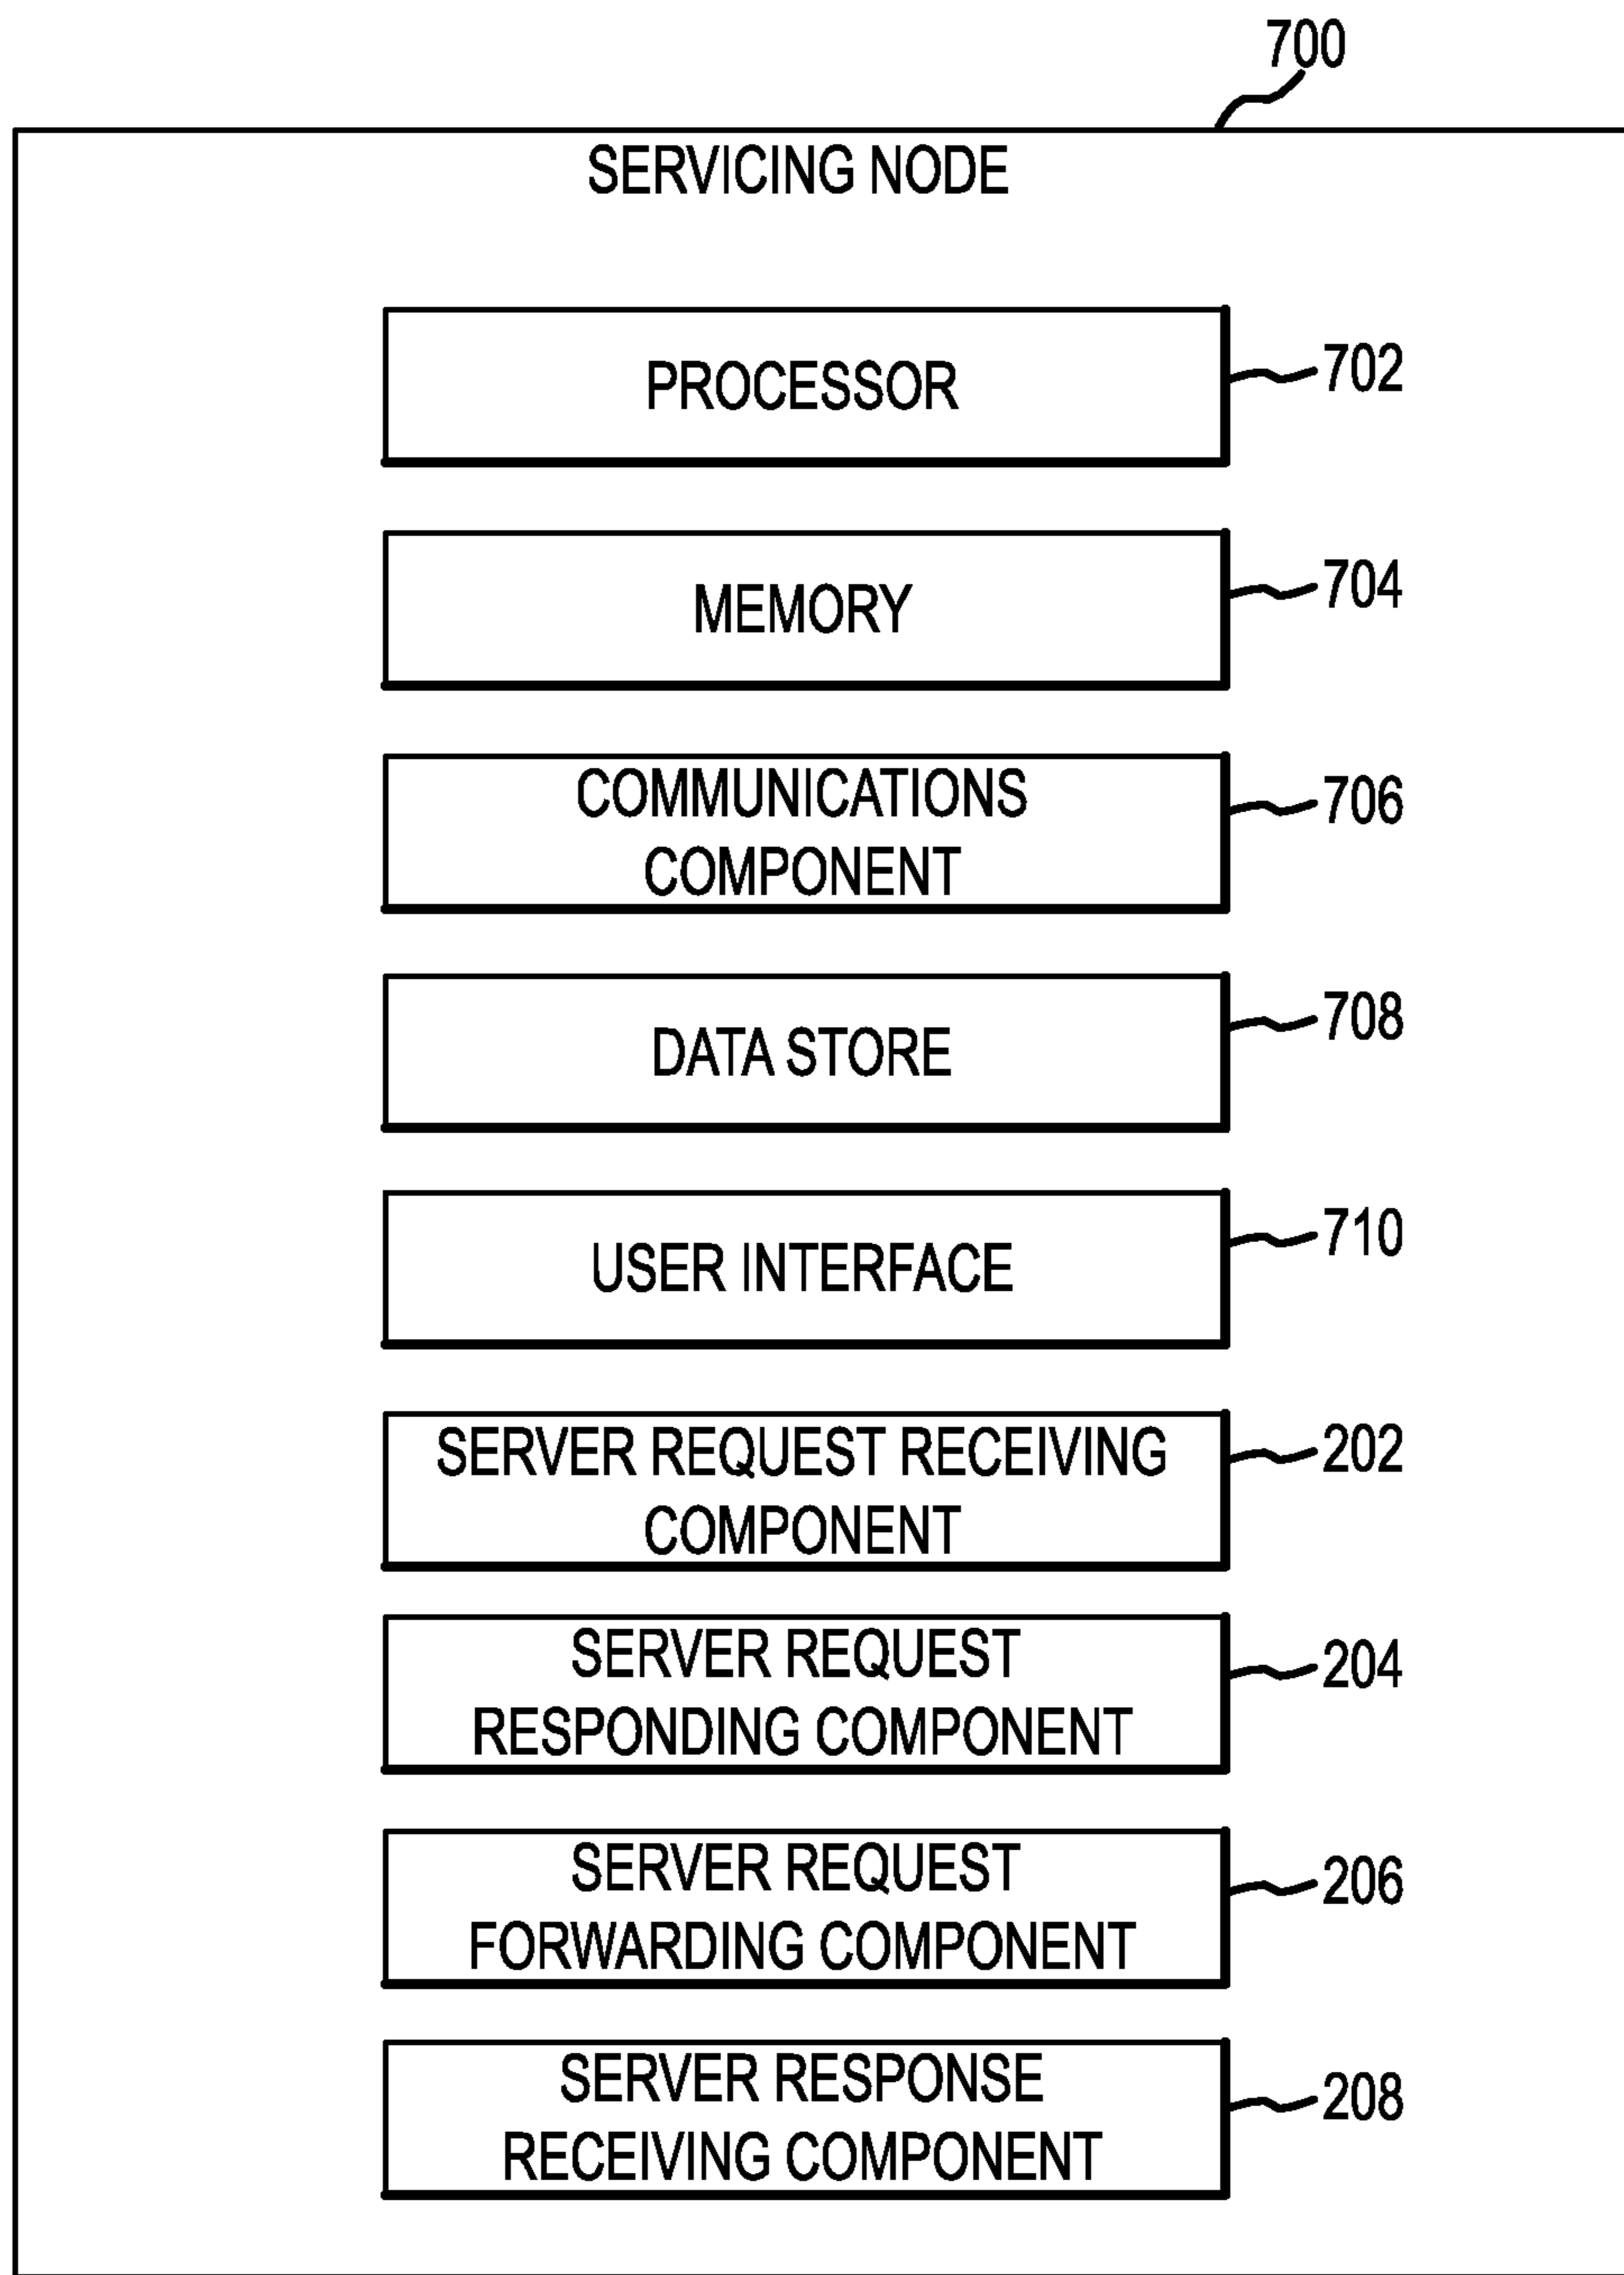 700
SERVICING NODE
PROCESSOR
702
MEMORY
704
COMMUNICATIONS
COMPONENT
706
DATA STORE
708
USER INTERFACE
710
SERVER REQUEST RECEIVING
COMPONENT
202
SERVER REQUEST
RESPONDING COMPONENT
204
SERVER REQUEST
FORWARDING COMPONENT
206
SERVER RESPONSE
RECEIVING COMPONENT
208